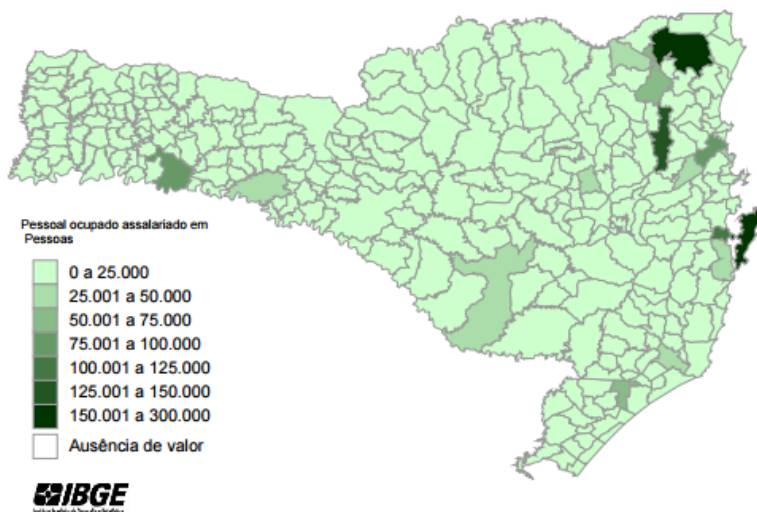 Pessoal ocupado assalariado em
Pessoas
0 a 25.000
25.001 a 50.000
50.001 a 75.000
75.001 a 100.000
100.001 a 125.000
125.001 a 150.000
150.001 a 300.000
Ausência de valor
IBGE